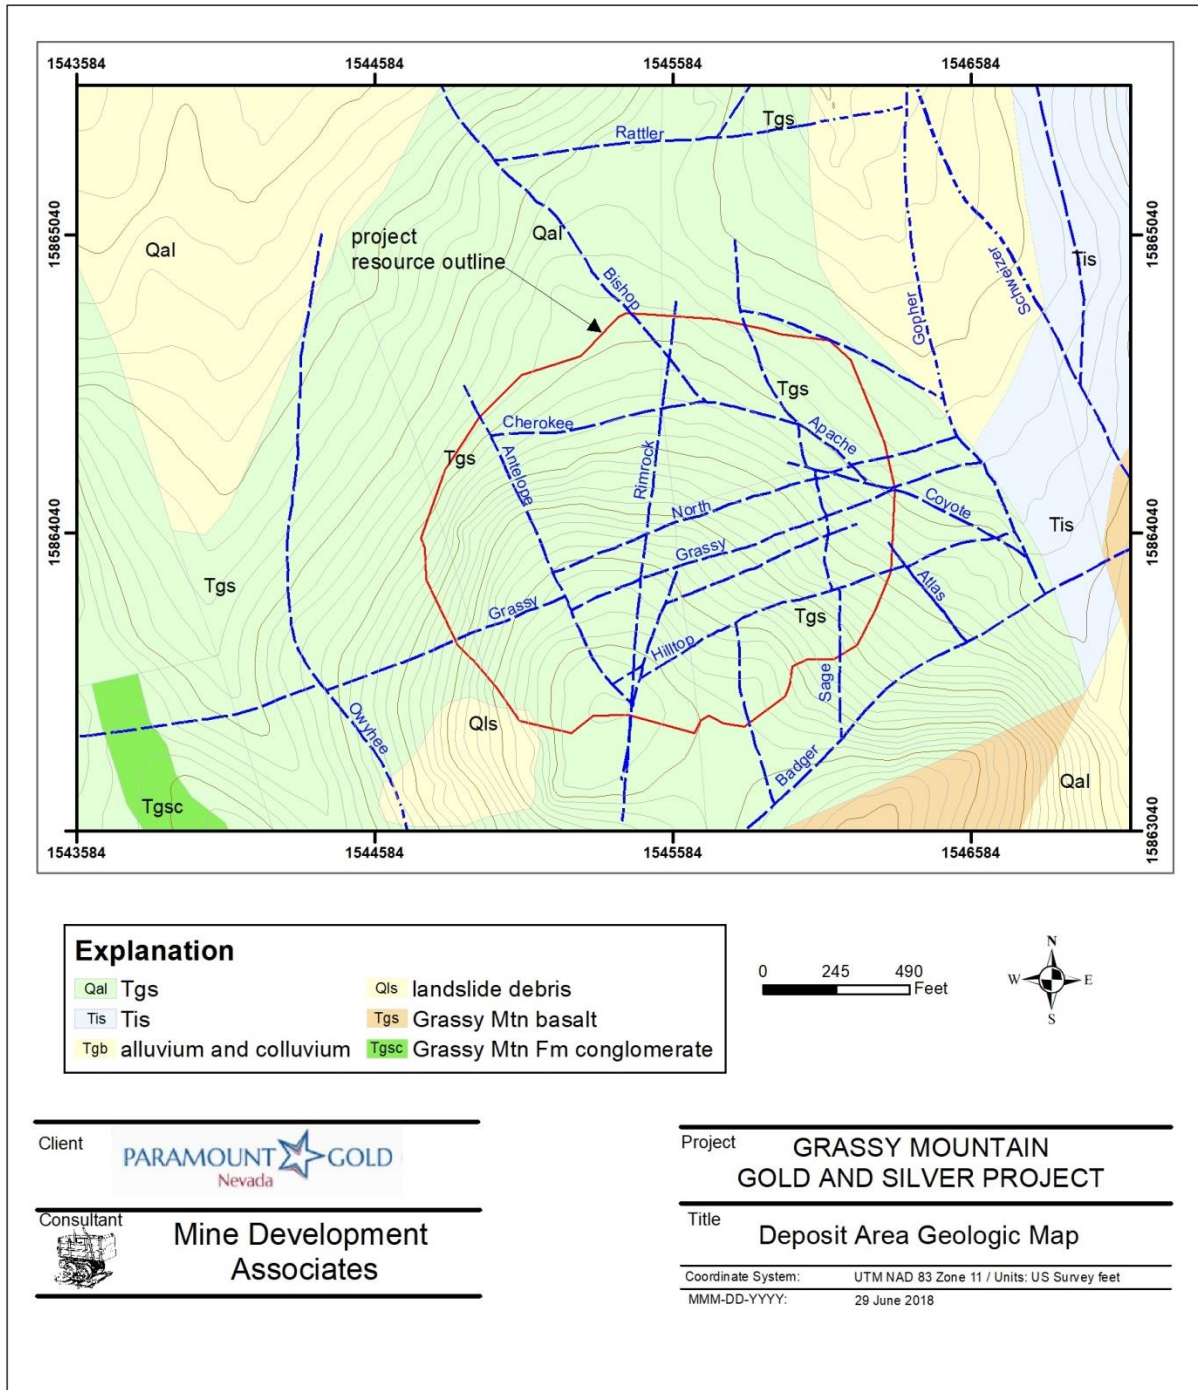 1543584 1544584 1545584 1546584
Rattler
Tgs
15865040
15865040
Qal
project
resource outline
Qal
Bishop
Gopher
Schweizer
Tis
Tgs
Cherokee
Apache
Tgs
Antelope
Rimrock
North
Coyote
Tis
15864040
15864040
Grassy
Tgs
Grassy
Atlas
Tgs
Hilltop
Sage
Owyhee
Qls
Badger
Tgsc
Qal
15863040
1543584 1544584 1545584 1546584
Explanation
Qal Tgs
Tis Tis
Tgb alluvium and colluvium
Qls landslide debris
Tgs Grassy Mtn basalt
Tgsc Grassy Mtn Fm conglomerate
0 245 490
Feet
N
W E
S
Client
PARAMOUNT GOLD
Nevada
Consultant
Mine Development
Associates
Project
GRASSY MOUNTAIN
GOLD AND SILVER PROJECT
Title
Deposit Area Geologic Map
Coordinate System: UTM NAD 83 Zone 11 / Units: US Survey feet
MMM-DD-YYYY: 29 June 2018